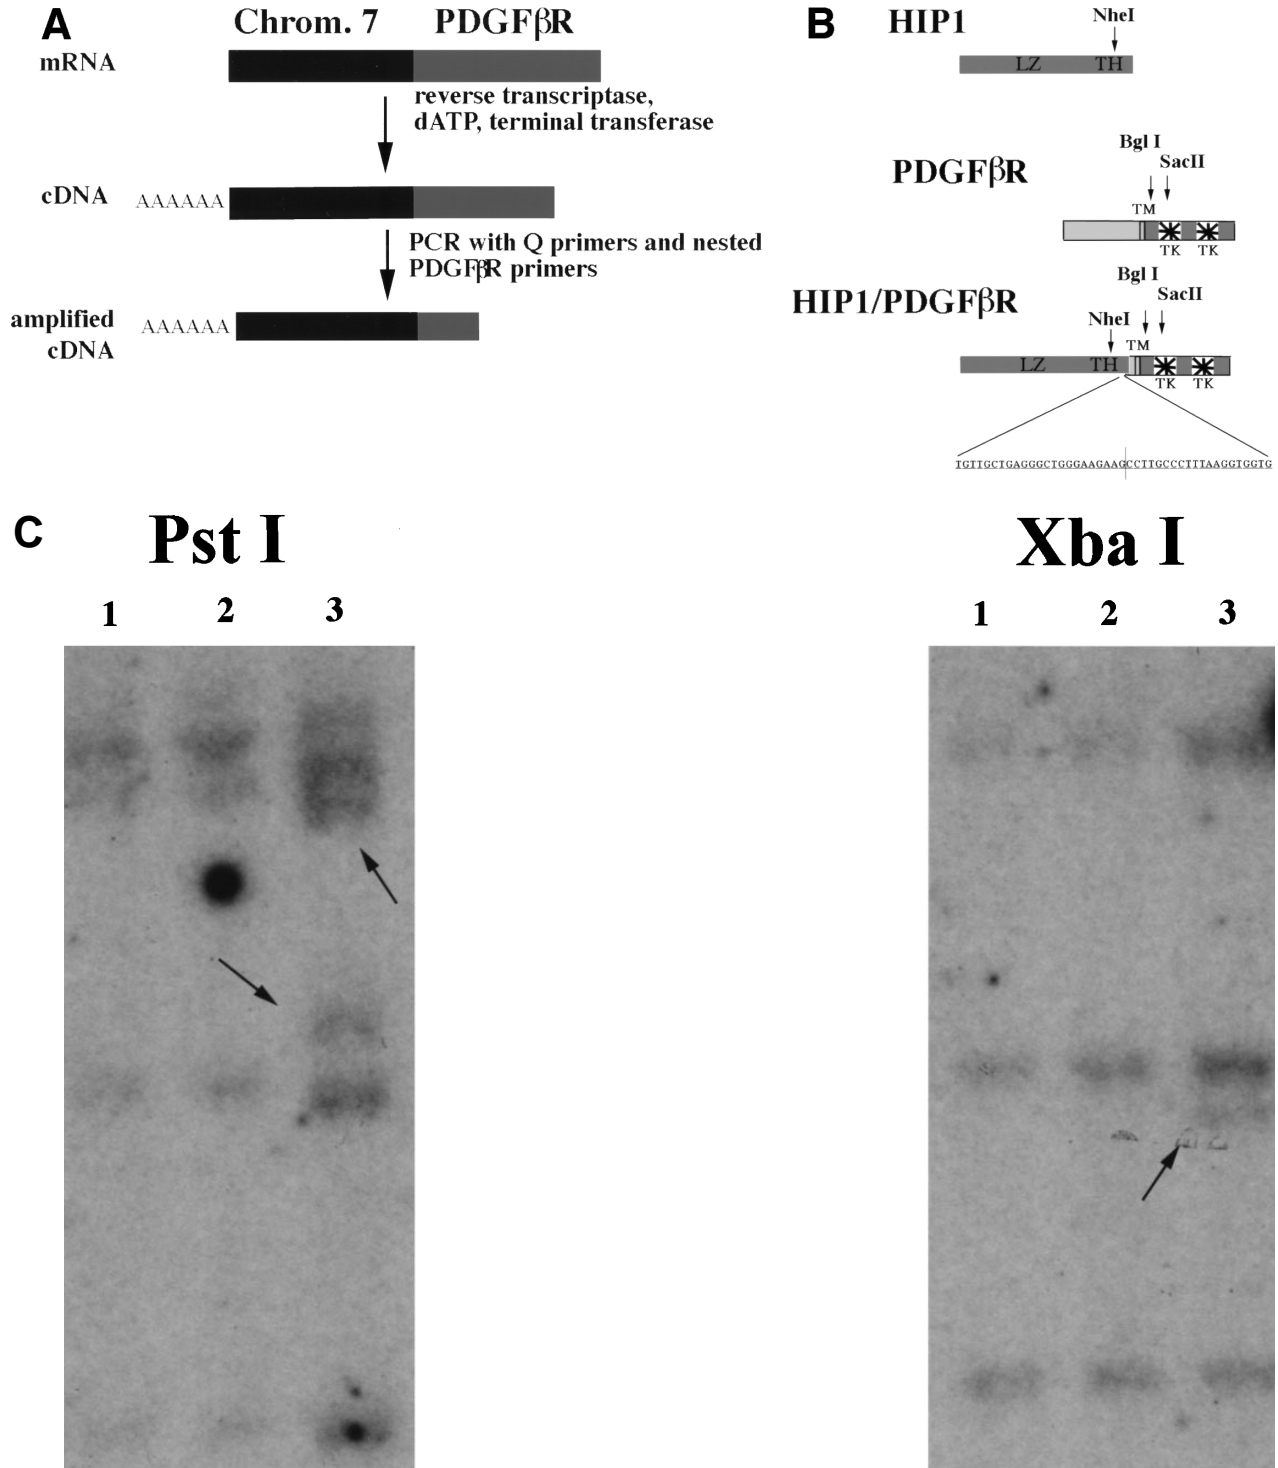 A
Chrom. 7 PDGFβR
mRNA
reverse transcriptase,
dATP, terminal transferase
cDNA AAAAAA
PCR with Q primers and nested
PDGFβR primers
amplified AAAAAA
cDNA
B
HIP1
NheI
LZ TH
Bgl I
SacII
PDGFβR
TM
TK TK
Bgl I
SacII
HIP1/PDGFβR
NheI
TM
LZ TH
TK TK
TGTTGCTGAGGGCTGGGAAGAAGCCTTGCCCTTTAAGGTGGTG
C
Pst I
1 2 3
Xba I
1 2 3